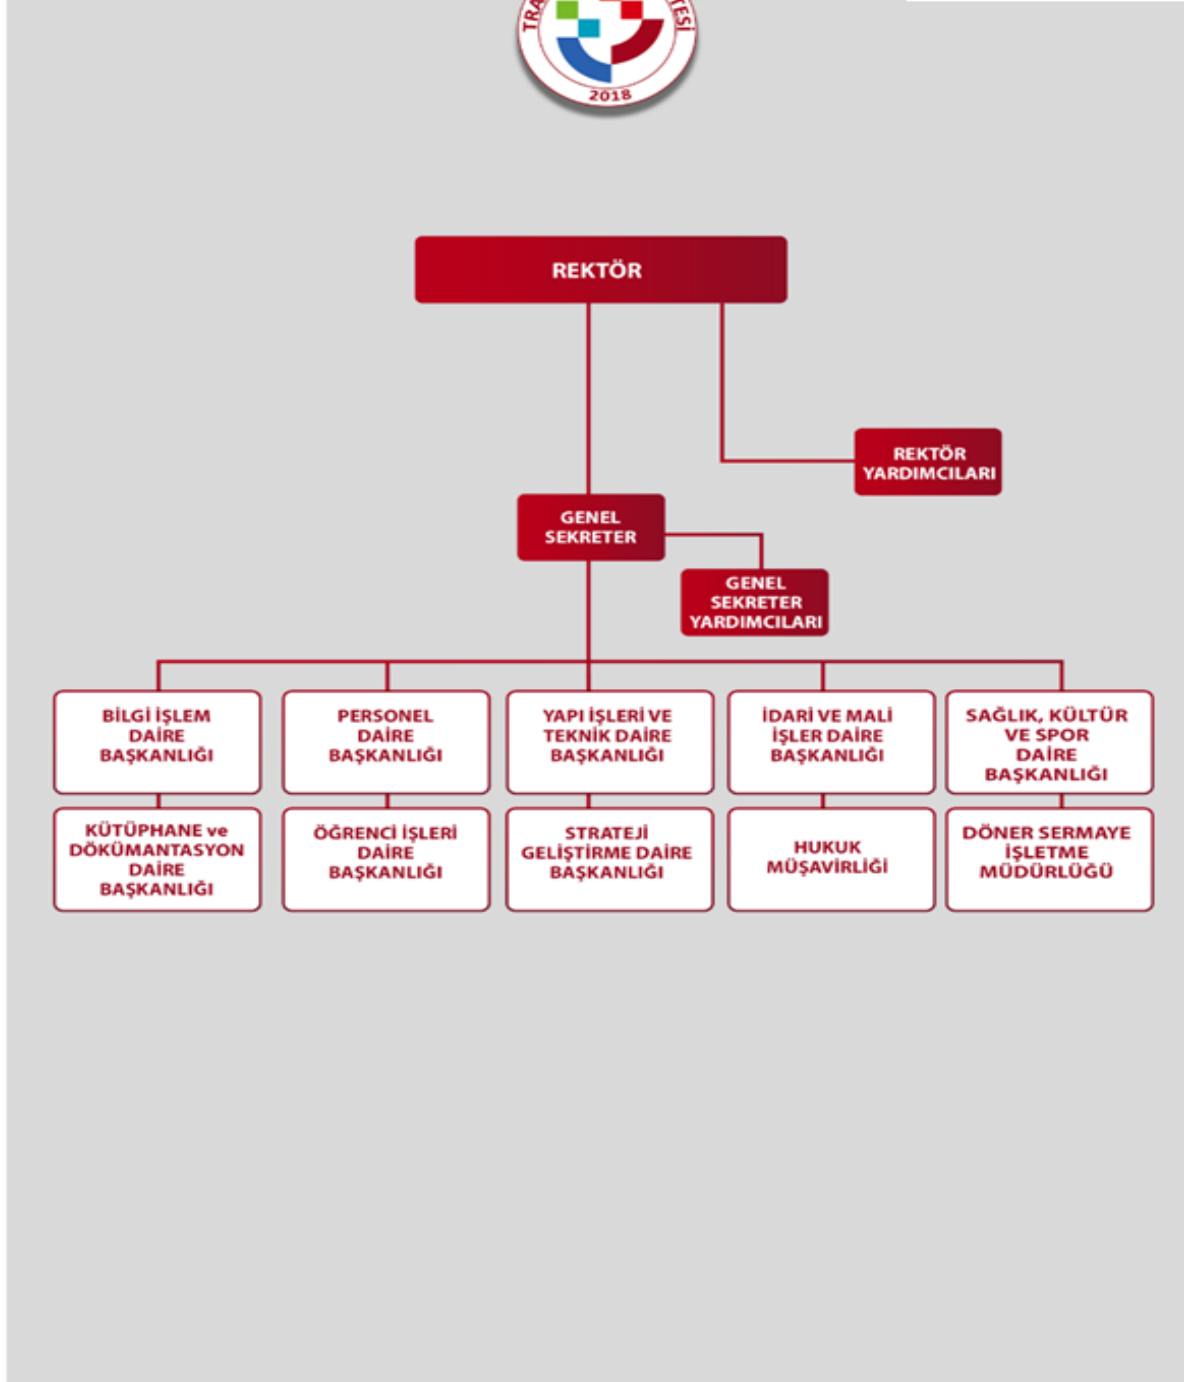 2018
REKTÖR
REKTÖR
YARDIMCILARI
GENEL
SEKRETER
GENEL
SEKRETER
YARDIMCILARI
BİLGİ İŞLEM
DAİRE
BAŞKANLIĞI
PERSONEL
DAİRE
BAŞKANLIĞI
YAPI İŞLERİ VE
TEKNİK DAİRE
BAŞKANLIĞI
İDARİ VE MALİ
İŞLER DAİRE
BAŞKANLIĞI
SAĞLIK, KÜLTÜR
VE SPOR
DAİRE
BAŞKANLIĞI
KÜTÜPHANE ve
DÖKÜMANTASYON
DAİRE
BAŞKANLIĞI
ÖĞRENCİ İŞLERİ
DAİRE
BAŞKANLIĞI
STRATEJİ
GELİŞTİRME DAİRE
BAŞKANLIĞI
HUKUK
MÜŞAVİRLİĞİ
DÖNER SERMAYE
İŞLETME
MÜDÜRLÜĞÜ